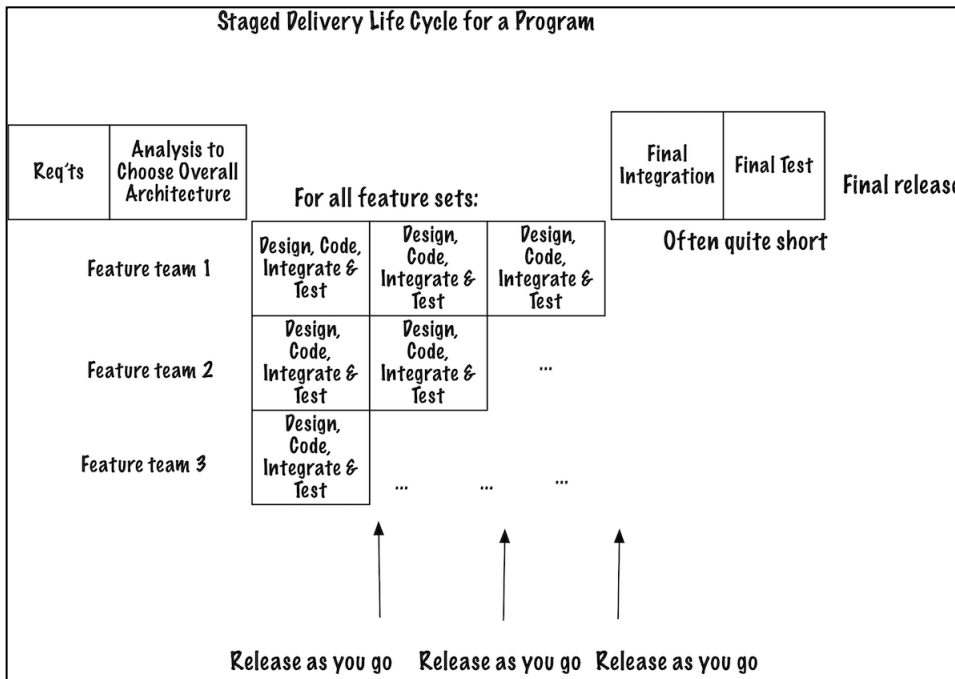 Staged Delivery Life Cycle for a Program
Req'ts
Analysis to
Choose Overall
Architecture
Final
Integration
Final Test
Final release
Often quite short
For all feature sets:
Feature team 1
Design, Code,
Integrate &
Test
Design,
Code,
Integrate &
Test
Design,
Code,
Integrate &
Test
Feature team 2
Design,
Code,
Integrate &
Test
Design,
Code,
Integrate &
Test
...
Feature team 3
Design,
Code,
Integrate &
Test
...
...
...
Release as you go
Release as you go
Release as you go